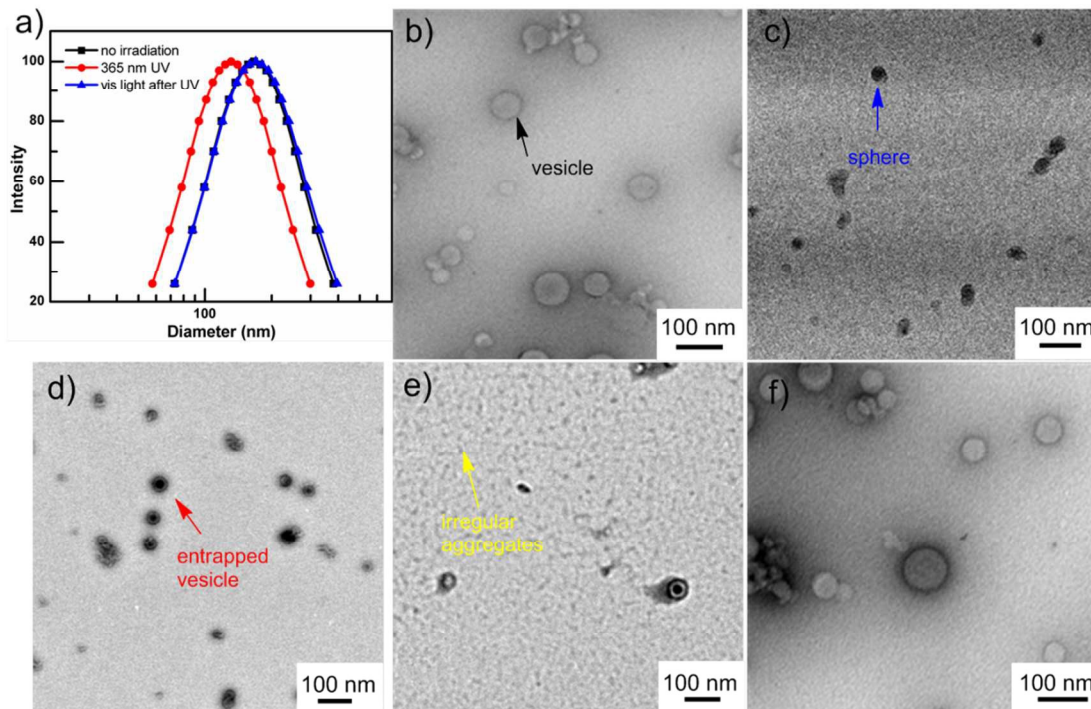 a)
no irradiation
365 nm UV
vis light after UV
100
80
60
40
20
Intensity
100
Diameter (nm)
b)
vesicle
100 nm
c)
sphere
100 nm
d)
entrapped
vesicle
100 nm
e)
irregular
aggregates
100 nm
f)
100 nm